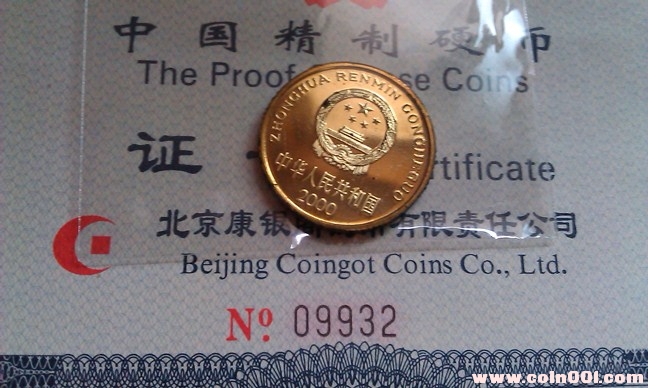 中国精制硬币
The Proof se Coins
ZHONGHUA RENMIN GONGHEGUO
中华人民共和国
2000
证
ertificate
北京康银 有限责任公司
Beijing Coingot Coins Co., Ltd.
No. 09932
www.coin001.com